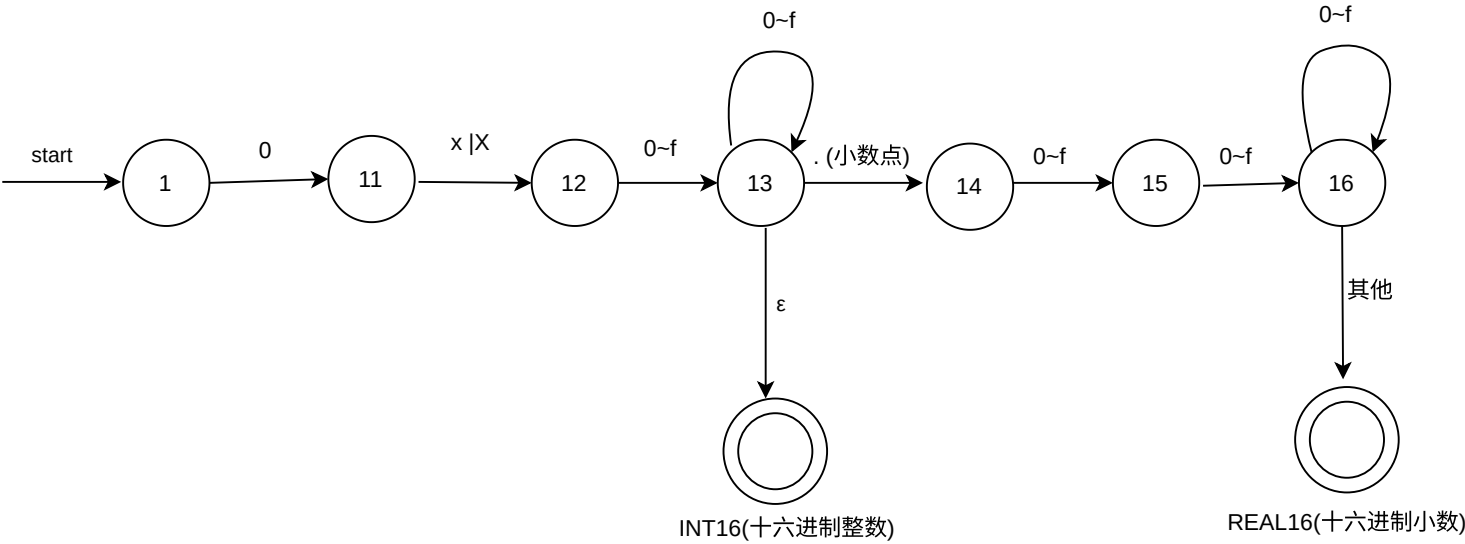 0~f
0~f
start
0
x |X
0~f
. (小数点)
0~f
0~f
1
11
12
13
14
15
16
ε
其他
INT16(十六进制整数)
REAL16(十六进制小数)